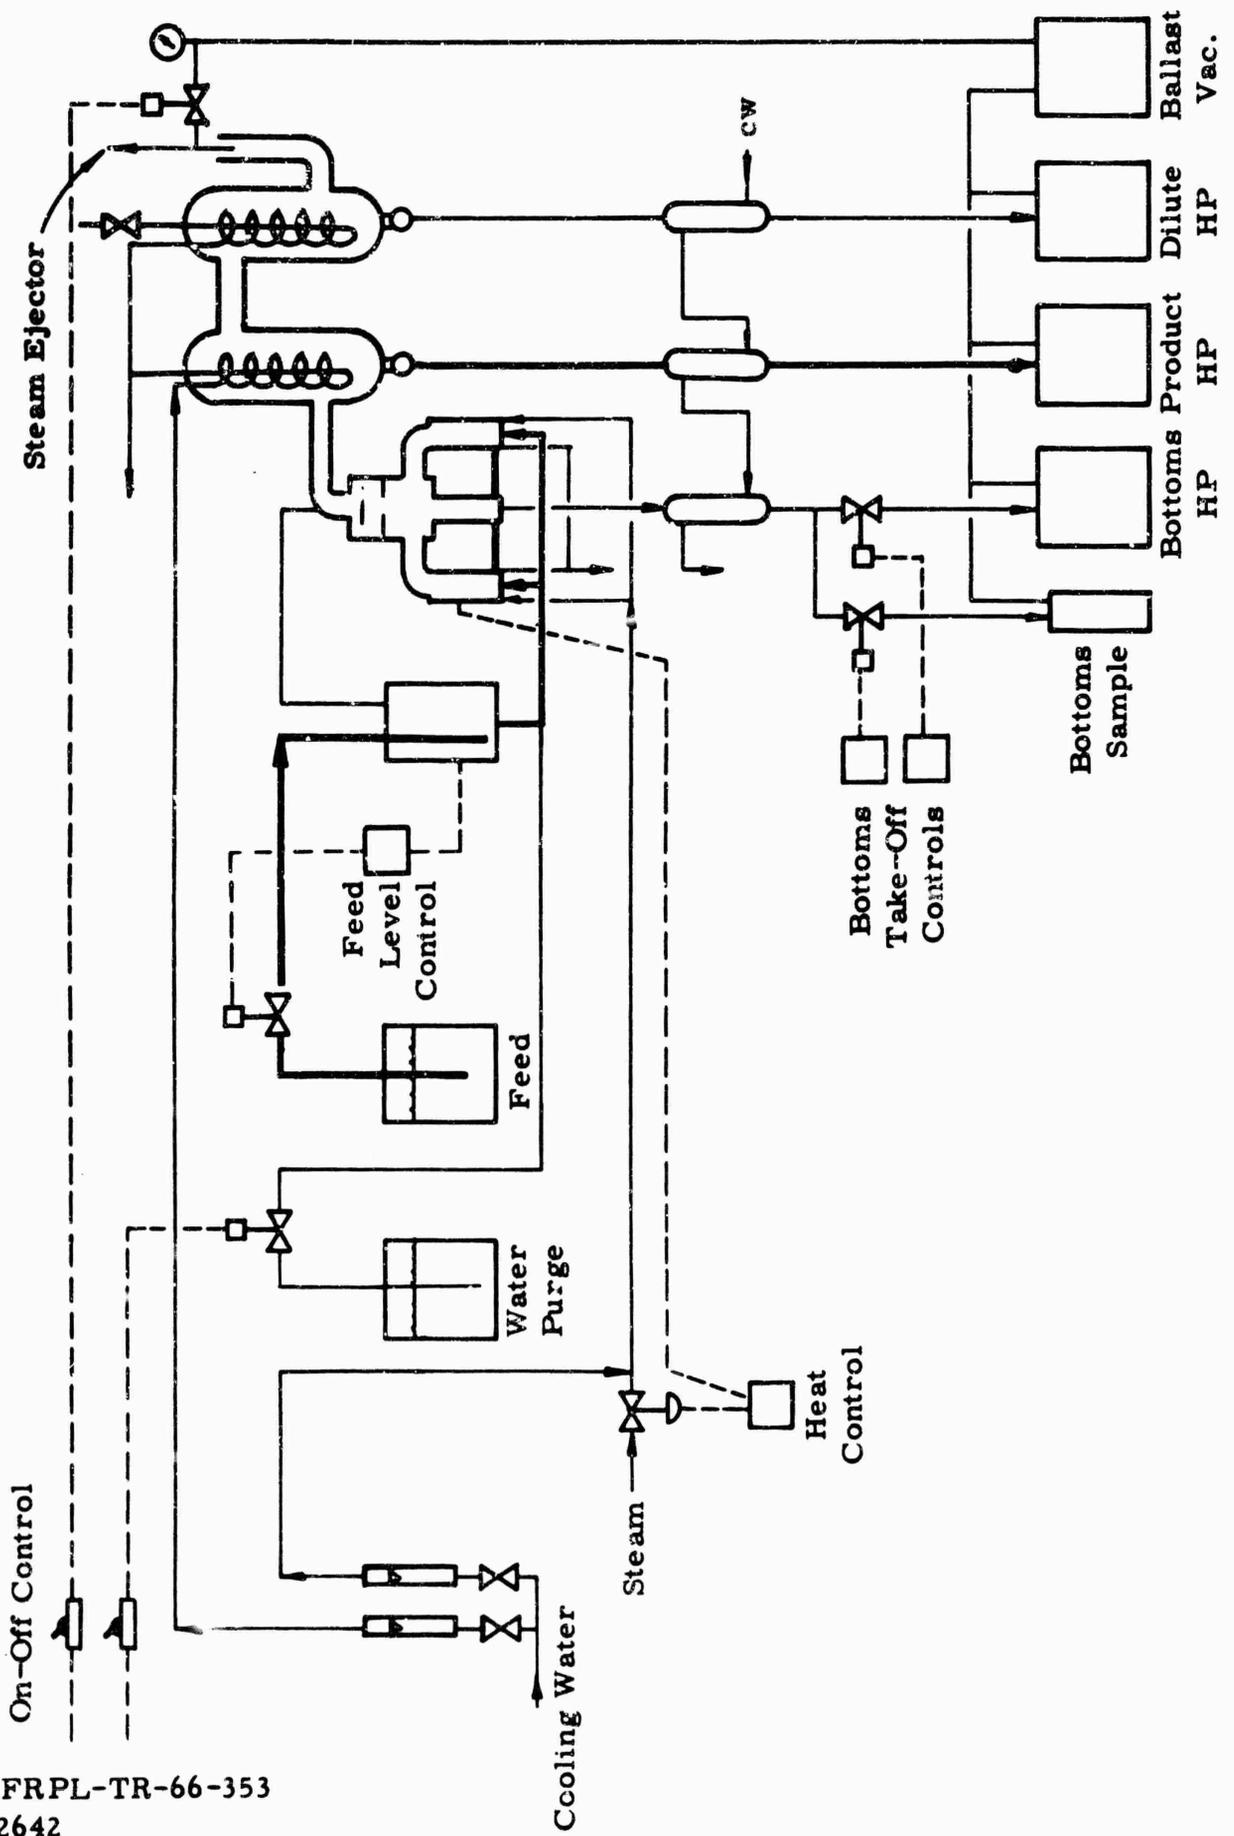 On-Off Control
Steam Ejector
Feed
Level
Control
Feed
Water
Purge
Cooling Water
Steam
Heat
Control
Bottoms
Take-Off
Controls
Bottoms
Sample
Bottoms
HP
Product
HP
Dilute
HP
Ballast
Vac.
CW
FRPL-TR-66-353
2642